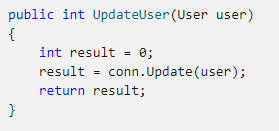 public int UpdateUser(User user)
{
    int result = 0;
    result = conn.Update(user);
    return result;
}